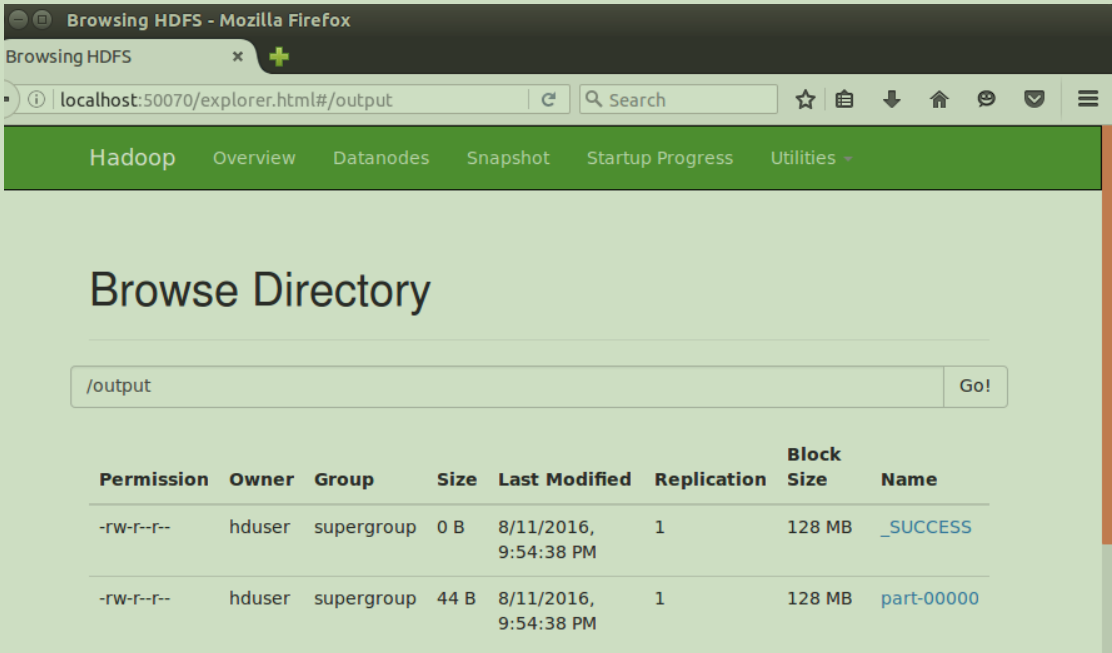 Browsing HDFS - Mozilla Firefox
Browsing HDFS
localhost:50070/explorer.html#/output
Search
Hadoop Overview Datanodes Snapshot Startup Progress Utilities
Browse Directory
/output Go!
Permission Owner Group Size Last Modified Replication Block Size Name
-rw-r--r-- hduser supergroup 0 B 8/11/2016, 9:54:38 PM 1 128 MB _SUCCESS
-rw-r--r-- hduser supergroup 44 B 8/11/2016, 9:54:38 PM 1 128 MB part-00000